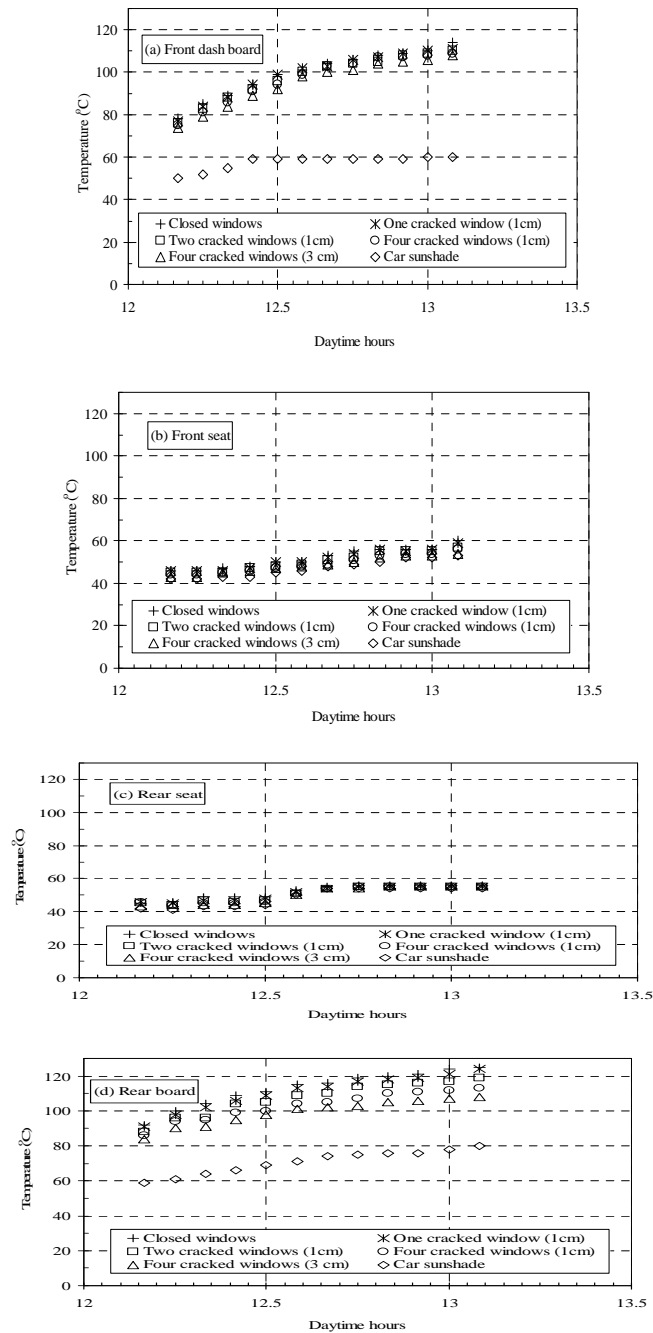 120
(a) Front dash board
100
80
60
40
20
0
Temperature (°C)
+ Closed windows
One cracked window (1cm)
Two cracked windows (1cm)
Four cracked windows (1cm)
Four cracked windows (3 cm)
Car sunshade
12 12.5 13 13.5
Daytime hours
120
(b) Front seat
100
80
60
40
20
0
Temperature (°C)
+ Closed windows
One cracked window (1cm)
Two cracked windows (1cm)
Four cracked windows (1cm)
Four cracked windows (3 cm)
Car sunshade
12 12.5 13 13.5
Daytime hours
120
(c) Rear seat
100
80
60
40
20
0
Temperature (°C)
+ Closed windows
One cracked window (1cm)
Two cracked windows (1cm)
Four cracked windows (1cm)
Four cracked windows (3 cm)
Car sunshade
12 12.5 13 13.5
Daytime hours
120
(d) Rear board
100
80
60
40
20
0
Temperature (°C)
+ Closed windows
One cracked window (1cm)
Two cracked windows (1cm)
Four cracked windows (1cm)
Four cracked windows (3 cm)
Car sunshade
12 12.5 13 13.5
Daytime hours